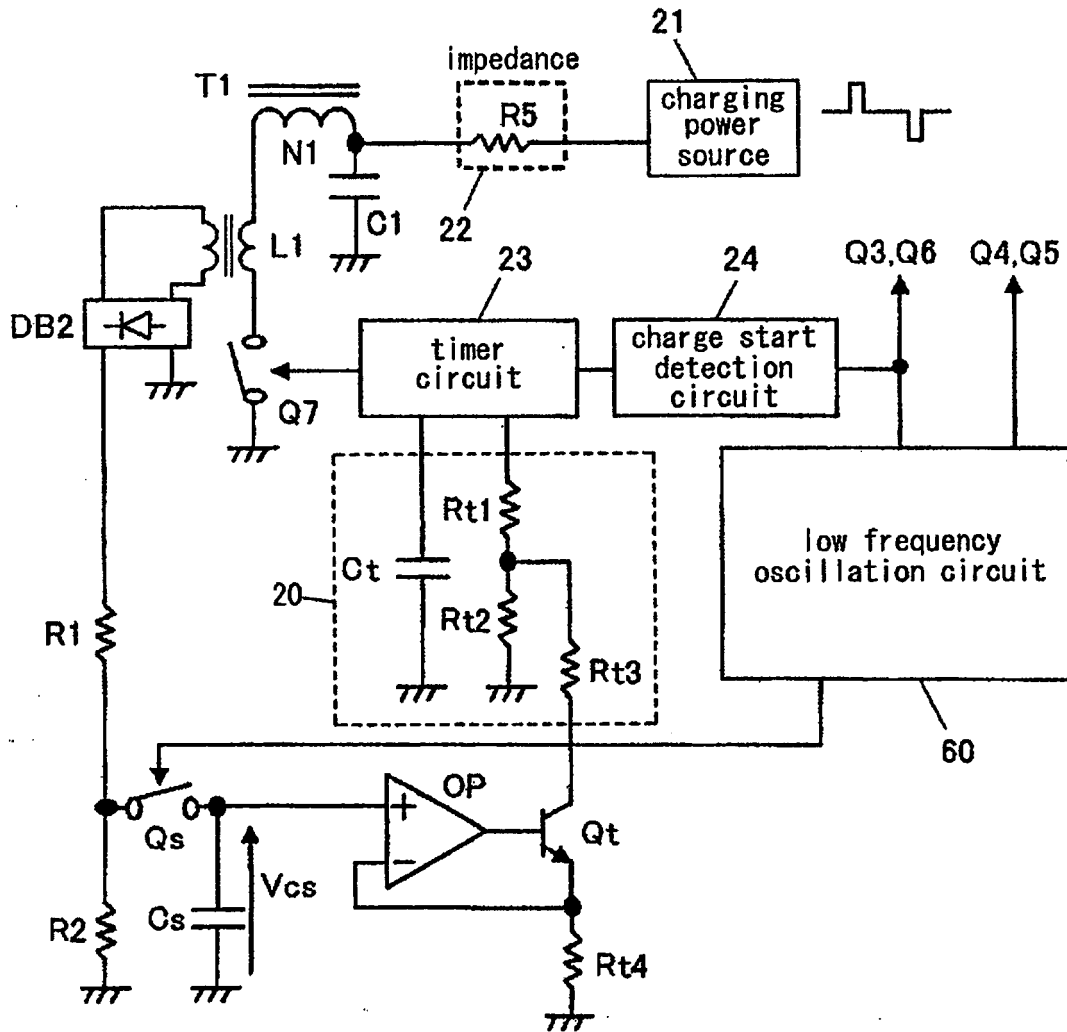 21
impedance
T1
R5
charging
power
source
N1
C1
22
L1
23
24
Q3,Q6
Q4,Q5
DB2
timer
circuit
charge start
detection
circuit
Q7
Rt1
low frequency
oscillation circuit
Ct
20
Rt2
R1
Rt3
60
OP
Qs
Qt
Vcs
R2
Cs
Rt4